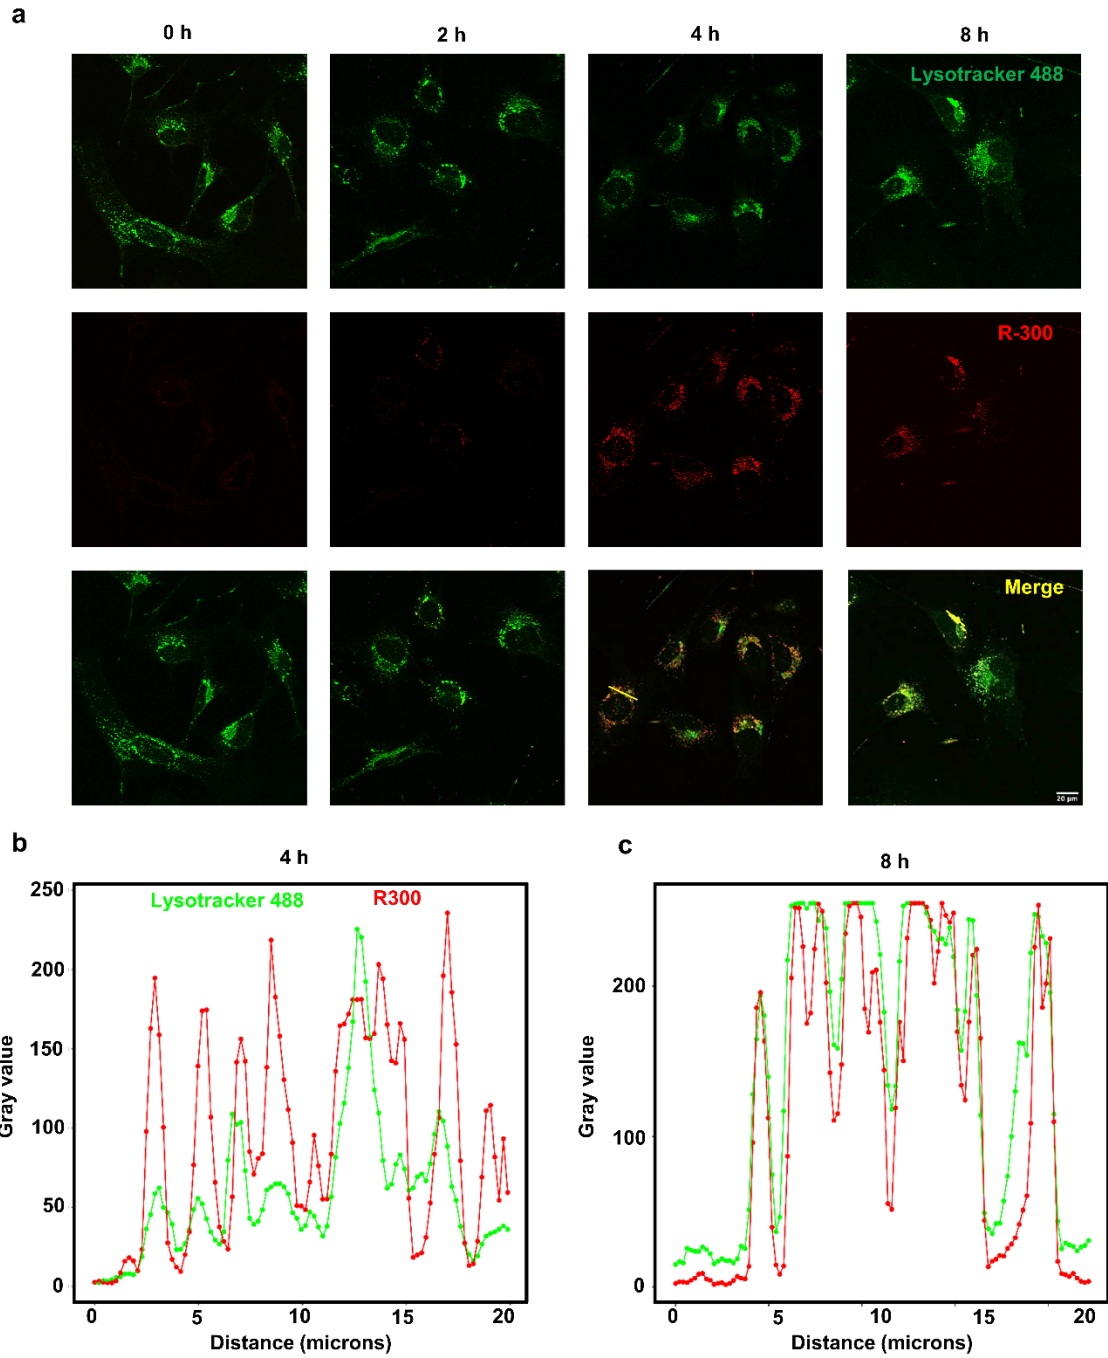 a
0 h 2 h 4 h 8 h
Lysotracker 488
R-300
Merge
20 µm
b
4 h
Lysotracker 488 R300
250
200
150
100
50
0
Gray value
0 5 10 15 20
Distance (microns)
c
8 h
200
100
0
Gray value
0 5 10 15 20
Distance (microns)